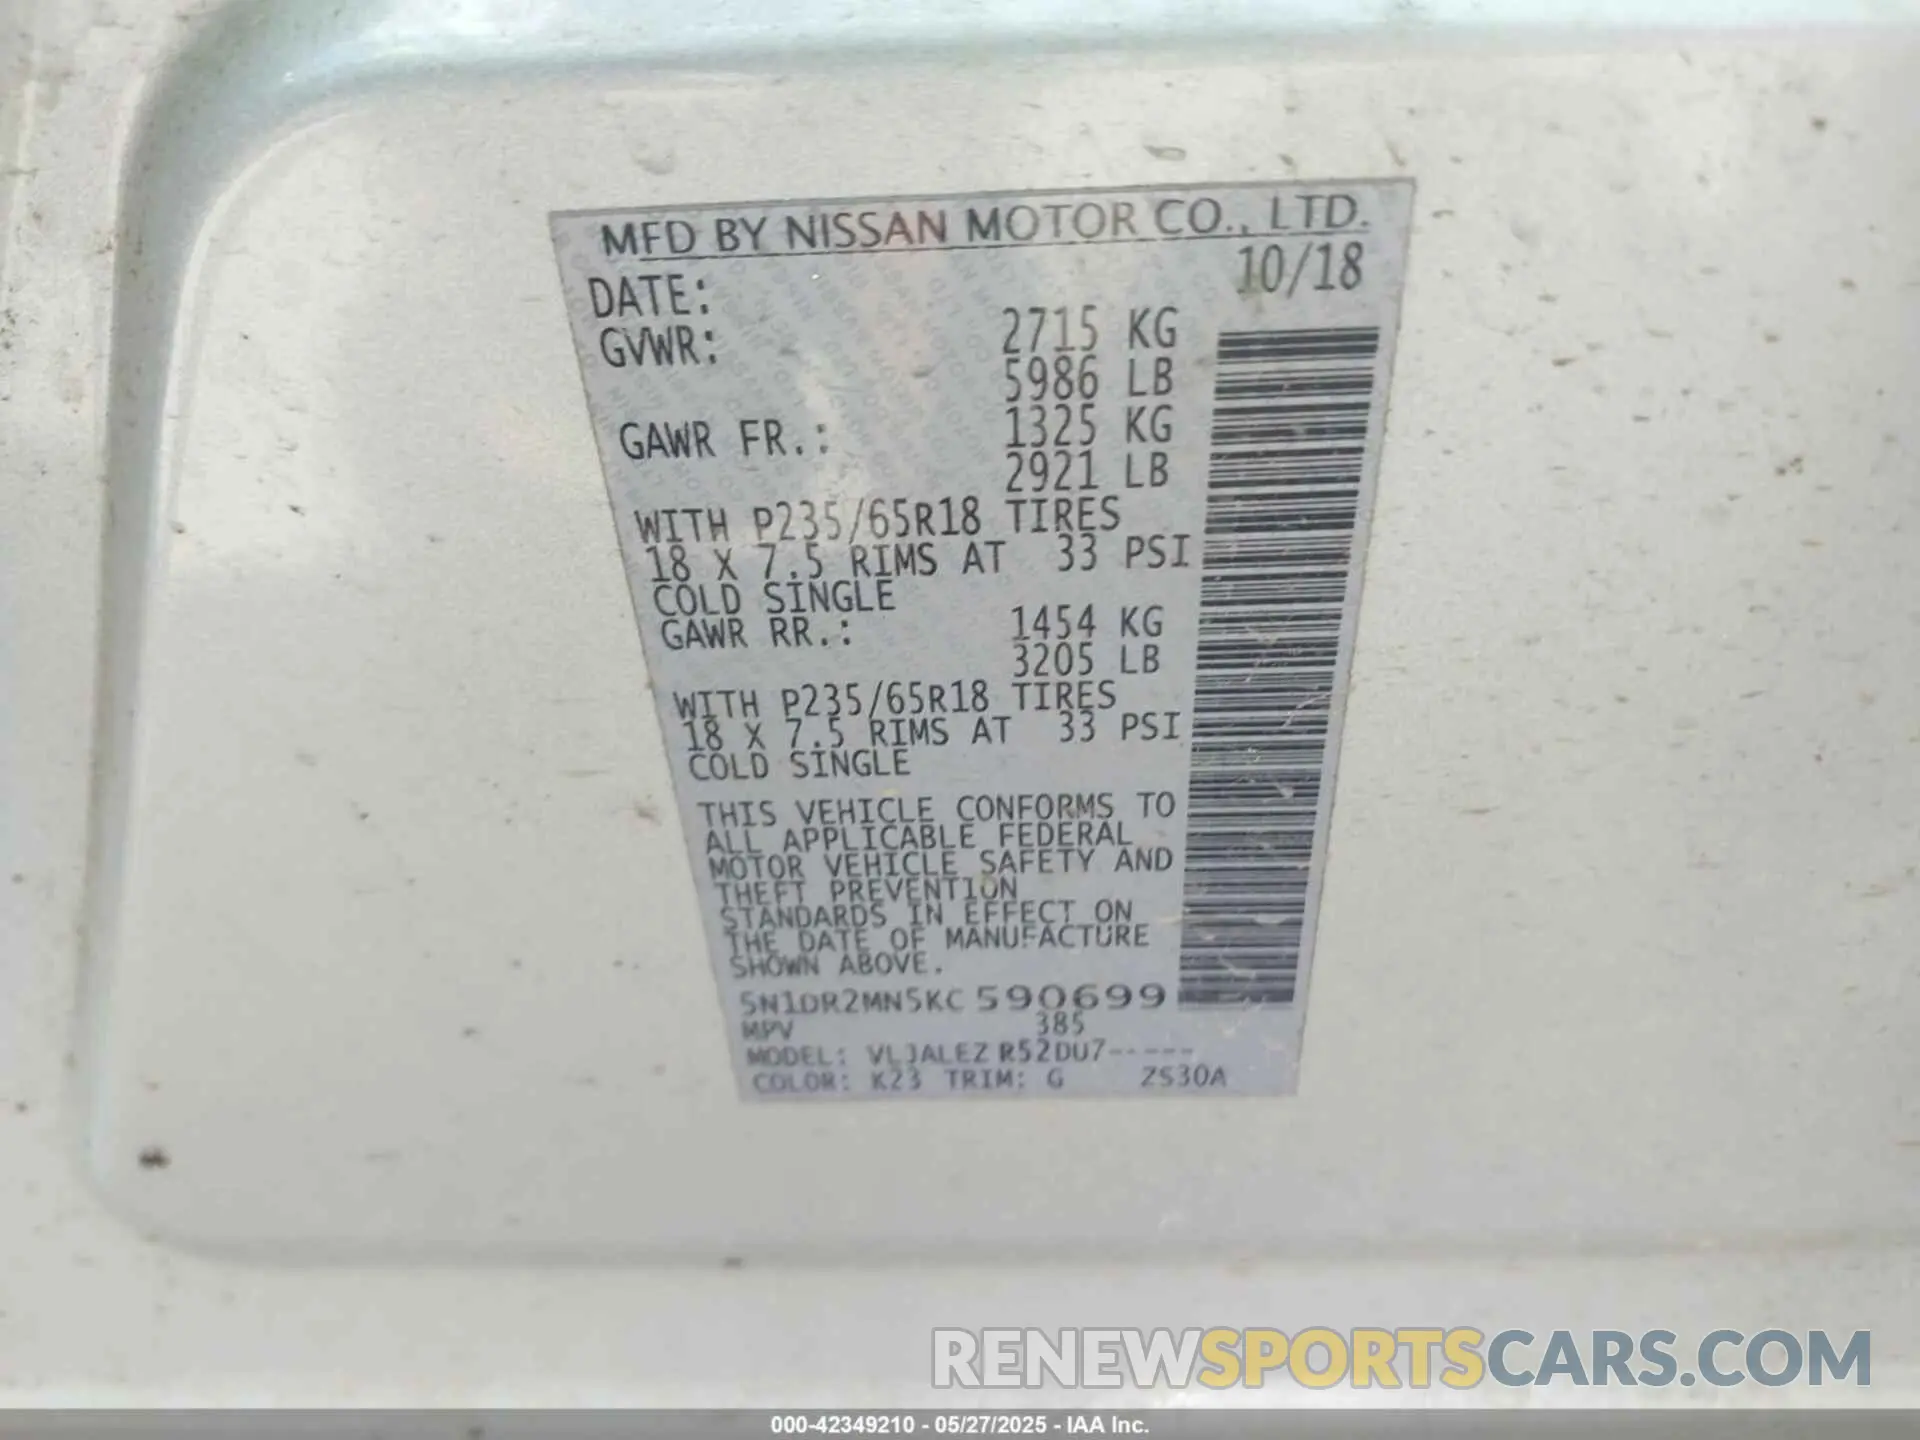 MFD BY NISSAN MOTOR CO., LTD.
DATE: 10/18
GVWR: 2715 KG
5986 LB
GAWR FR.: 1325 KG
2921 LB
WITH P235/65R18 TIRES
18 X 7.5 RIMS AT 33 PSI
COLD SINGLE
GAWR RR.: 1454 KG
3205 LB
WITH P235/65R18 TIRES
18 X 7.5 RIMS AT 33 PSI
COLD SINGLE
THIS VEHICLE CONFORMS TO
ALL APPLICABLE FEDERAL
MOTOR VEHICLE SAFETY AND
THEFT PREVENTION
STANDARDS IN EFFECT ON
THE DATE OF MANUFACTURE
SHOWN ABOVE.
5N1DR2MN5KC590699
MPV 385
MODEL: VLJALEZ R52DU7-----
COLOR: K23 TRIM: G ZS30A
RENEWSPORTSCARS.COM
000-42349210 - 05/27/2025 - IAA Inc.